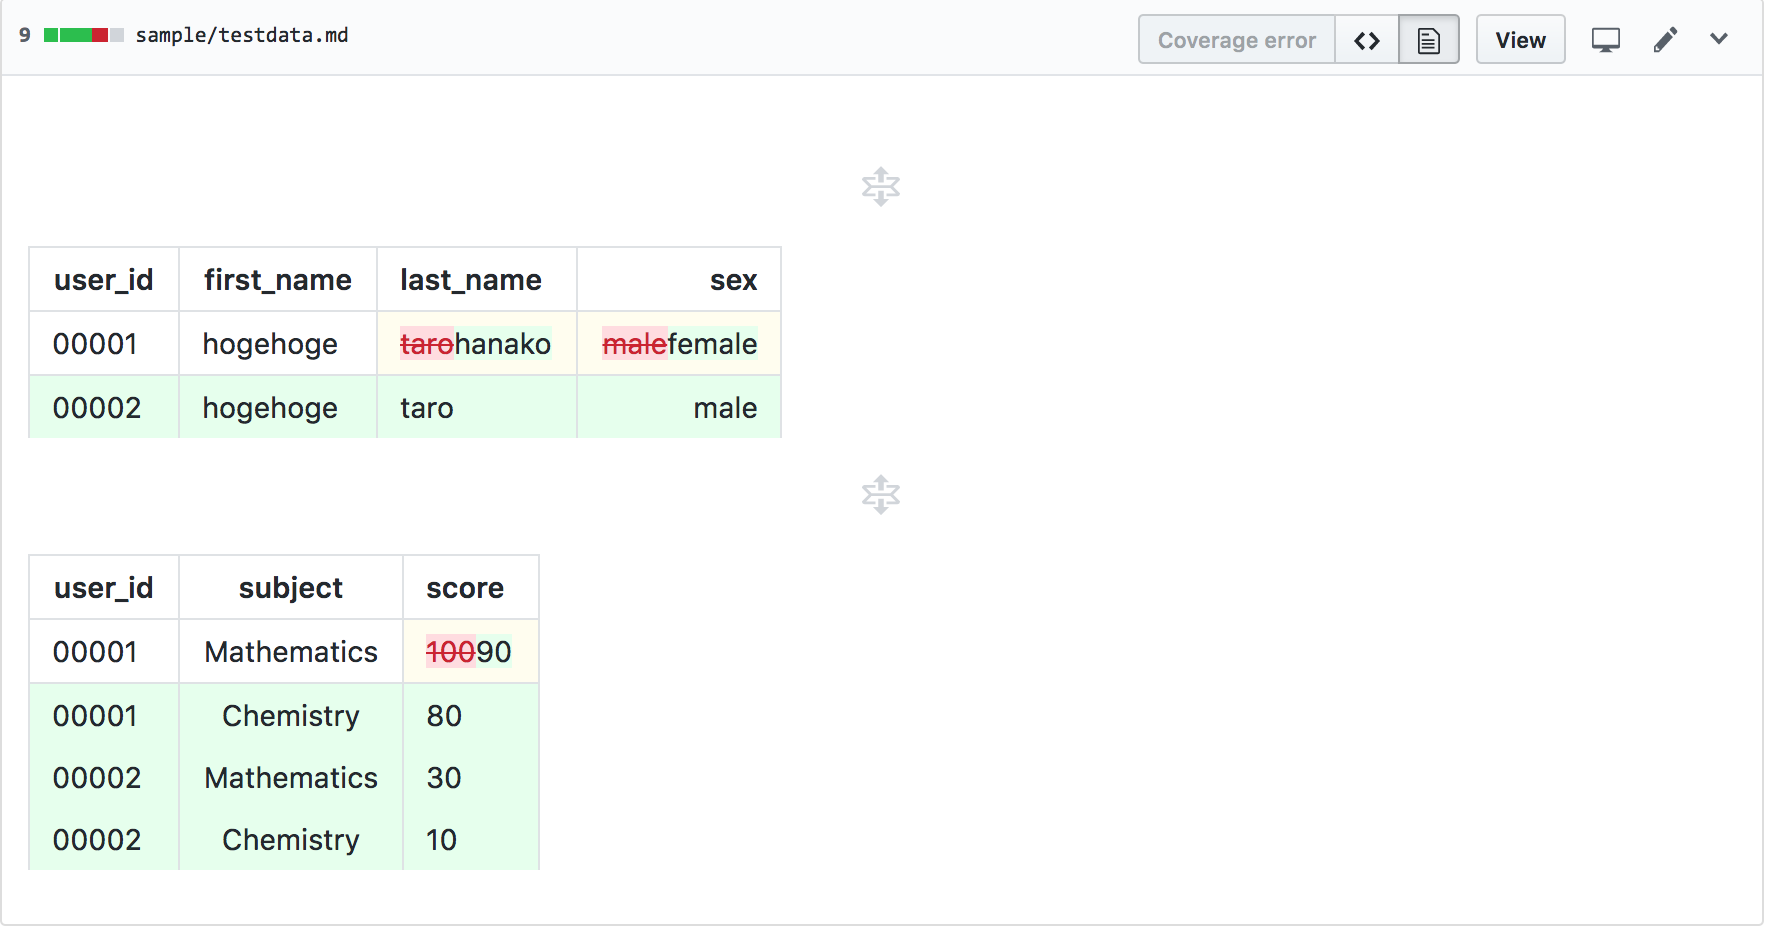 9 sample/testdata.md Coverage error <> View
user_id first_name last_name sex
00001 hogehoge tarohanako malefemale
00002 hogehoge taro male
user_id subject score
00001 Mathematics 10090
00001 Chemistry 80
00002 Mathematics 30
00002 Chemistry 10